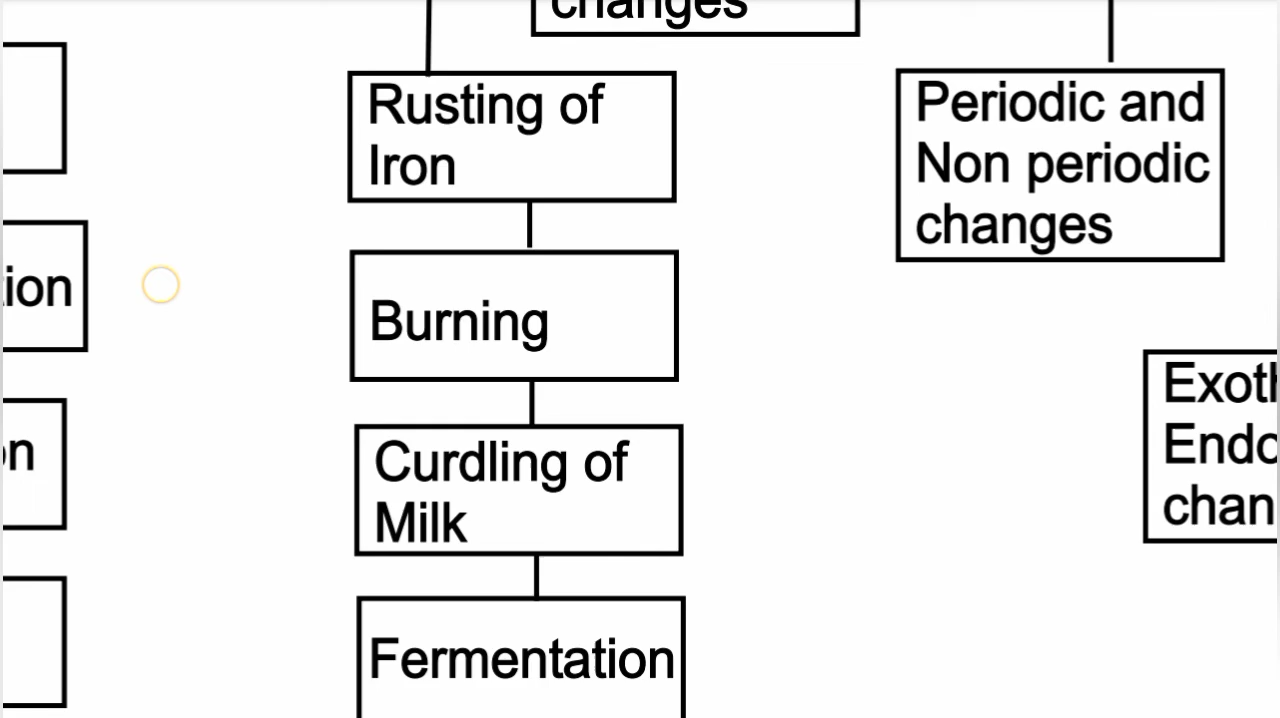 changes
Rusting of
Iron
Periodic and
Non periodic
changes
Burning
Curdling of
Milk
Fermentation